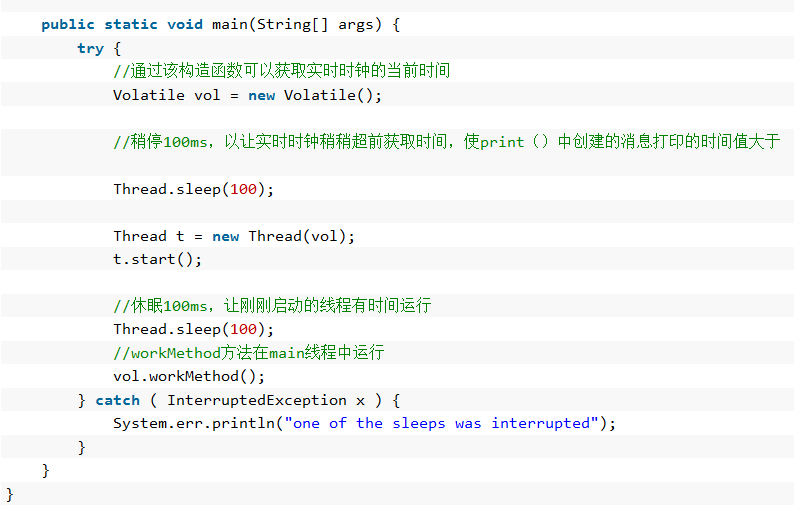 public static void main(String[] args) {
try {
//通过该构造函数可以获取实时时钟的当前时间
Volatile vol = new Volatile();
//稍停100ms，以让实时时钟稍稍超前获取时间，使print（）中创建的消息打印的时间值大于
Thread.sleep(100);
Thread t = new Thread(vol);
t.start();
//休眠100ms，让刚刚启动的线程有时间运行
Thread.sleep(100);
//workMethod方法在main线程中运行
vol.workMethod();
} catch ( InterruptedException x ) {
System.err.println("one of the sleeps was interrupted");
}
}
}